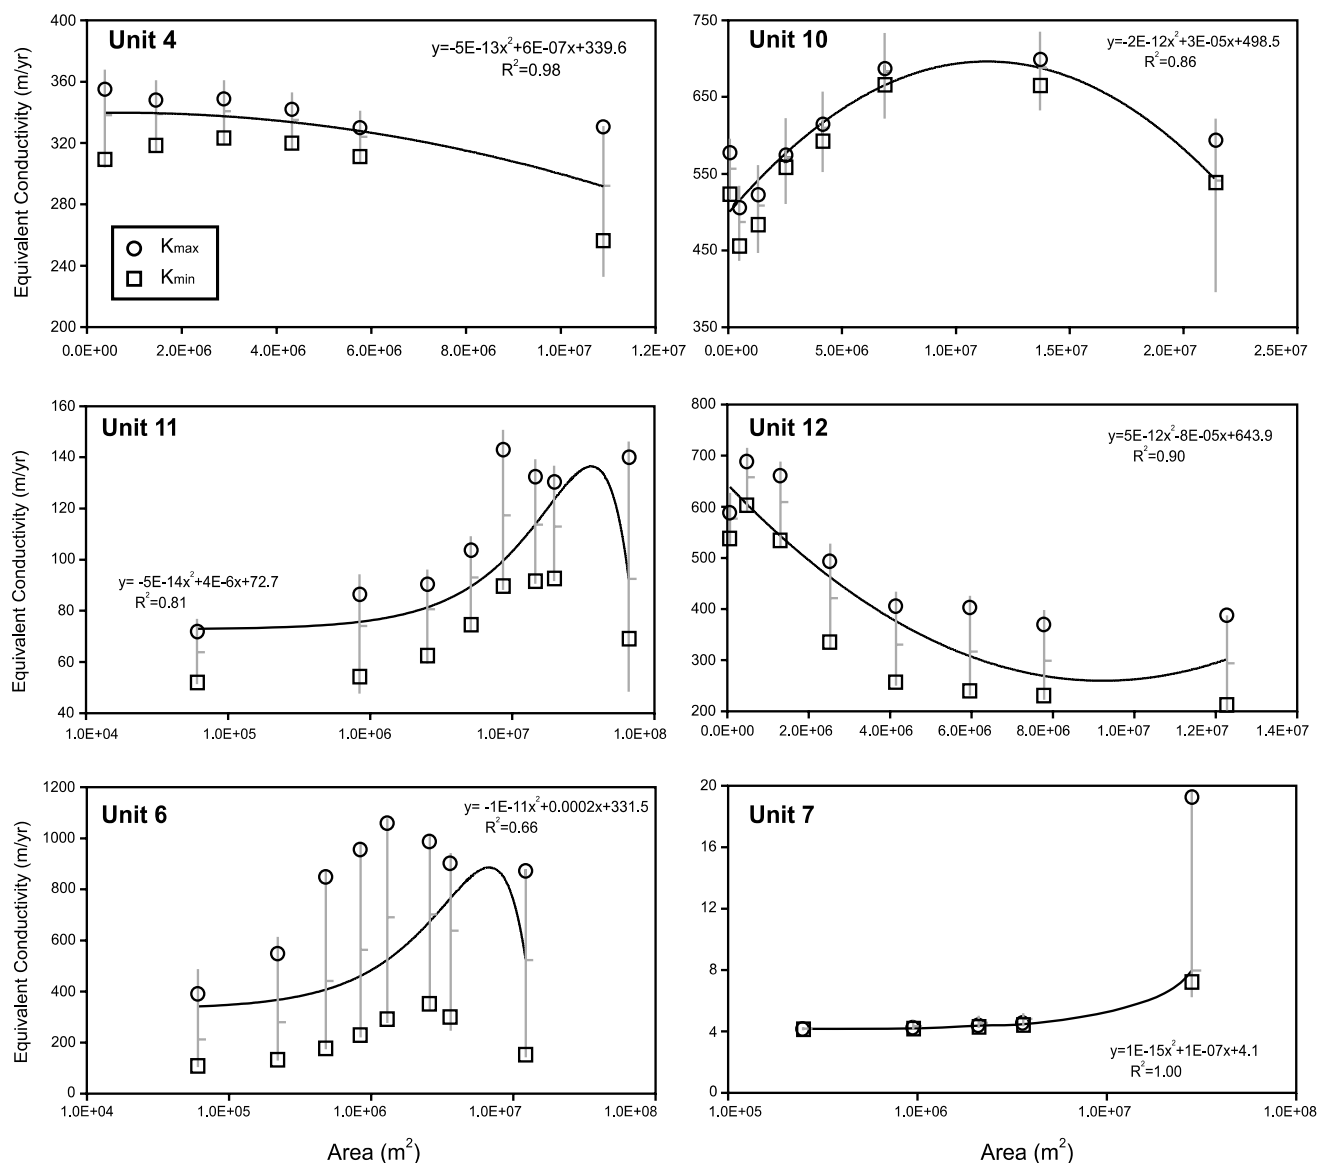 Unit 4
y=-5E-13x²+6E-07x+339.6
R²=0.98
Equivalent Conductivity (m/yr)
400
360
320
280
240
200
Kmax
Kmin
0.0E+00 2.0E+06 4.0E+06 6.0E+06 8.0E+06 1.0E+07 1.2E+07
Unit 10
y=-2E-12x²+3E-05x+498.5
R²=0.86
750
650
550
450
350
0.0E+00 5.0E+06 1.0E+07 1.5E+07 2.0E+07 2.5E+07
Unit 11
y= -5E-14x²+4E-6x+72.7
R²=0.81
Equivalent Conductivity (m/yr)
160
140
120
100
80
60
40
1.0E+04 1.0E+05 1.0E+06 1.0E+07 1.0E+08
Unit 12
y=5E-12x²-8E-05x+643.9
R²=0.90
800
700
600
500
400
300
200
0.0E+00 2.0E+06 4.0E+06 6.0E+06 8.0E+06 1.0E+07 1.2E+07 1.4E+07
Unit 6
y= -1E-11x²+0.0002x+331.5
R²=0.66
Equivalent Conductivity (m/yr)
1200
1000
800
600
400
200
0
1.0E+04 1.0E+05 1.0E+06 1.0E+07 1.0E+08
Area (m²)
Unit 7
y=1E-15x²+1E-07x+4.1
R²=1.00
20
16
12
8
4
0
1.0E+05 1.0E+06 1.0E+07 1.0E+08
Area (m²)